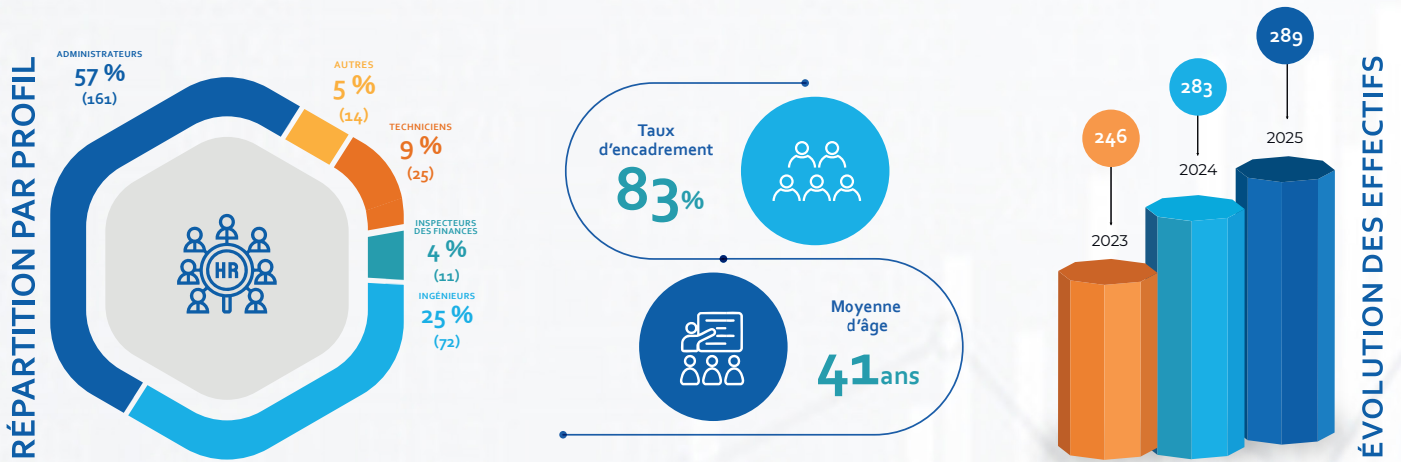 RÉPARTITION PAR PROFIL
ADMINISTRATEURS
57 %
(161)
AUTRES
5 %
(14)
TECHNICIENS
9 %
(25)
INSPECTEURS
DES FINANCES
4 %
(11)
INGÉNIEURS
25 %
(72)
HR
Taux
d'encadrement
83%
Moyenne
d'âge
41ans
246
2023
283
2024
289
2025
ÉVOLUTION DES EFFECTIFS